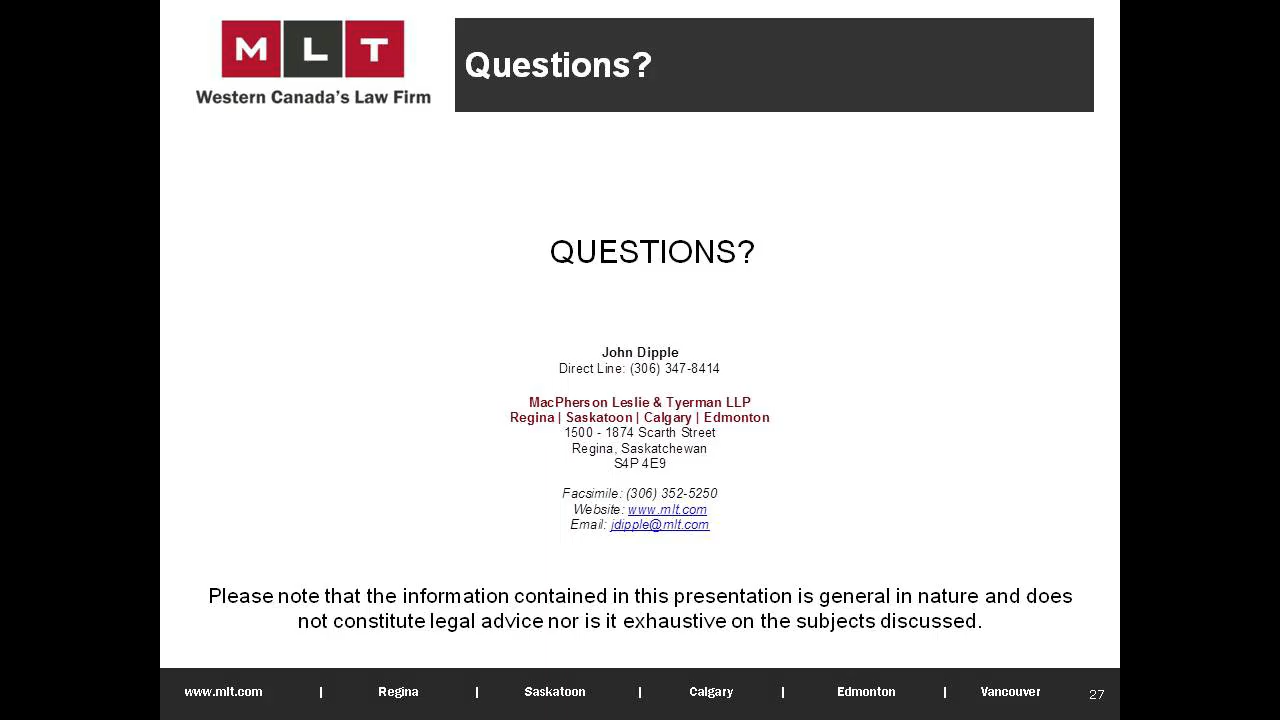 M L T
Western Canada's Law Firm
Questions?
QUESTIONS?
John Dipple
Direct Line: (306) 347-8414
MacPherson Leslie & Tyerman LLP
Regina | Saskatoon | Calgary | Edmonton
1500 - 1874 Scarth Street
Regina, Saskatchewan
S4P 4E9
Facsimile: (306) 352-5250
Website: www.mlt.com
Email: jdipple@mlt.com
Please note that the information contained in this presentation is general in nature and does
not constitute legal advice nor is it exhaustive on the subjects discussed.
www.mlt.com | Regina | Saskatoon | Calgary | Edmonton | Vancouver 27